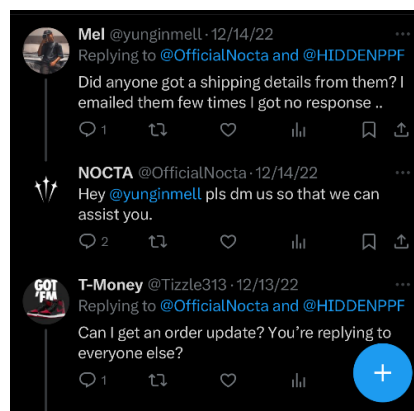 Mel @yunginmell · 12/14/22
Replying to @OfficialNocta and @HIDDENPPF
Did anyone got a shipping details from them? I
emailed them few times I got no response ..
1
NOCTA @OfficialNocta · 12/14/22
Hey @yunginmell pls dm us so that we can
assist you.
2
GOT
'EM
T-Money @Tizzle313 · 12/13/22
Replying to @OfficialNocta and @HIDDENPPF
Can I get an order update? You're replying to
everyone else?
1